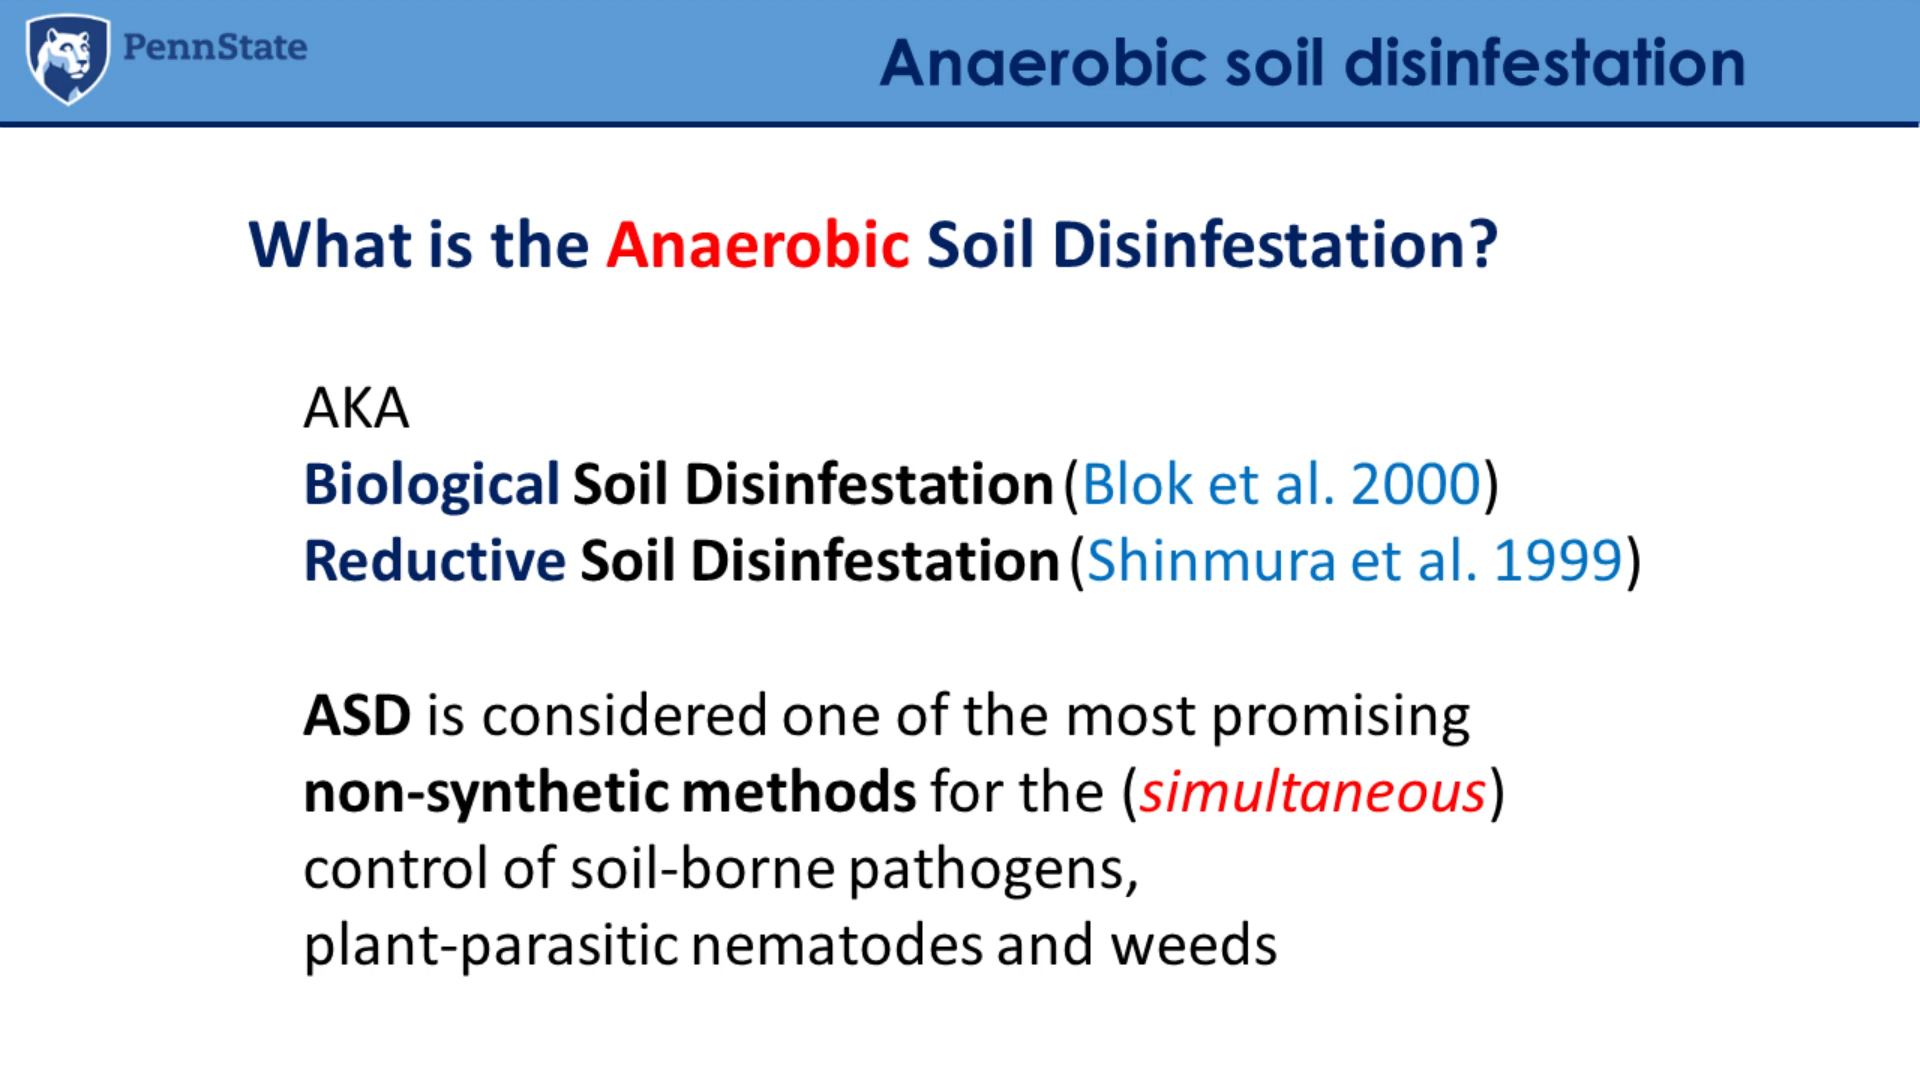 PennState
Anaerobic soil disinfestation
What is the Anaerobic Soil Disinfestation?
AKA
Biological Soil Disinfestation (Blok et al. 2000)
Reductive Soil Disinfestation (Shinmura et al. 1999)
ASD is considered one of the most promising
non-synthetic methods for the (simultaneous)
control of soil-borne pathogens,
plant-parasitic nematodes and weeds